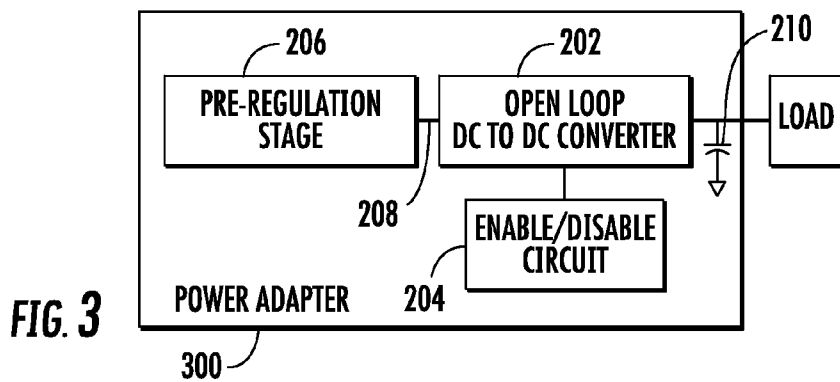 206
202
210
PRE-REGULATION
STAGE
OPEN LOOP
DC TO DC CONVERTER
LOAD
208
ENABLE/DISABLE
CIRCUIT
204
POWER ADAPTER
FIG. 3
300